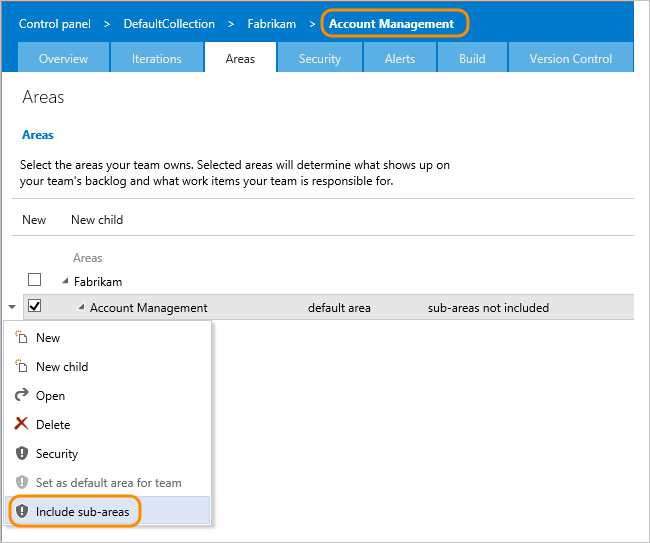 Control panel > DefaultCollection > Fabrikam > Account Management
Overview Iterations Areas Security Alerts Build Version Control
Areas
Areas
Select the areas your team owns. Selected areas will determine what shows up on
your team's backlog and what work items your team is responsible for.
New New child
Areas
Fabrikam
Account Management default area sub-areas not included
New
New child
Open
Delete
Security
Set as default area for team
Include sub-areas